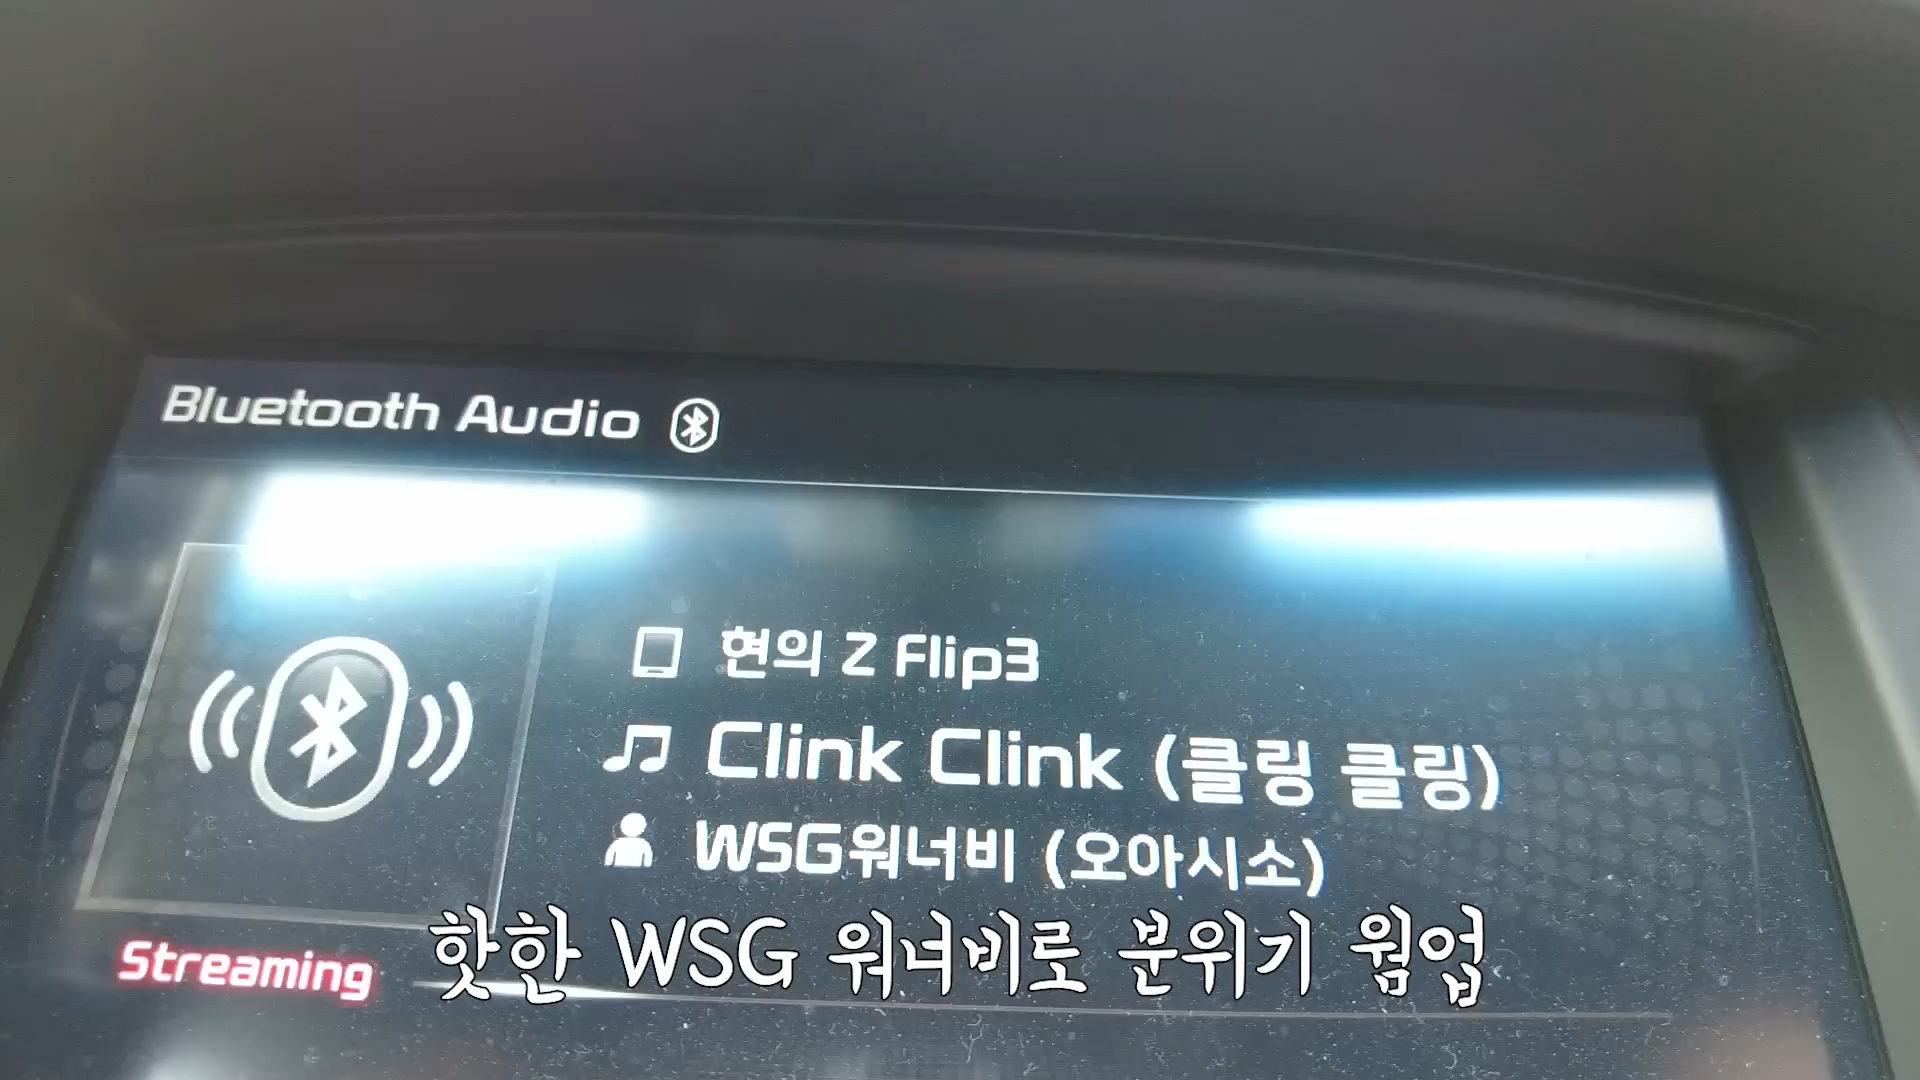 Bluetooth Audio
현의 Z Flip3
Clink Clink (클링 클링)
WSG워너비 (오아시소)
Streaming
핫한 WSG 워너비로 분위기 웜업